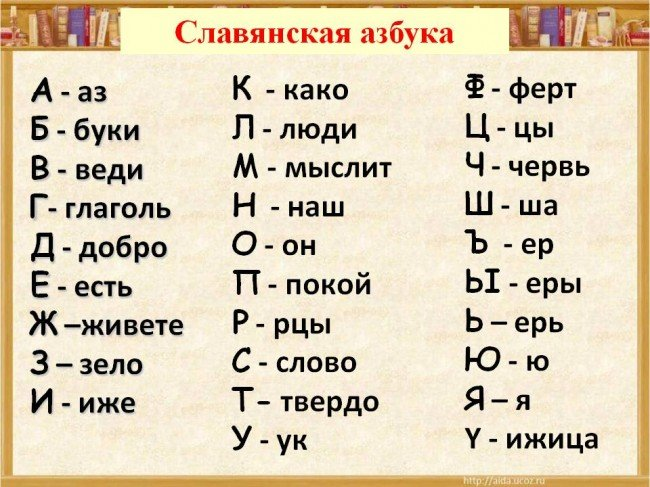 Славянская азбука
А - аз
Б - буки
В - веди
Г- глаголь
Д - добро
Е - есть
Ж –живете
З – зело
И - иже
К - како
Л - люди
М - мыслит
Н - наш
О - он
П - покой
Р - рцы
С - слово
Т – твердо
У - ук
Ф - ферт
Ц - цы
Ч - червь
Ш - ша
Ъ - ер
Ы - еры
Ь – ерь
Ю - ю
Я – я
Ү - ижица
http://aida.ucoz.ru